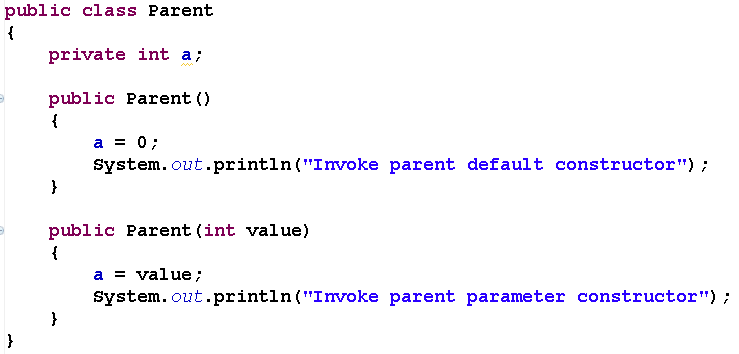 public class Parent
{
    private int a;
    public Parent()
    {
        a = 0;
        System.out.println("Invoke parent default constructor");
    }
    public Parent(int value)
    {
        a = value;
        System.out.println("Invoke parent parameter constructor");
    }
}